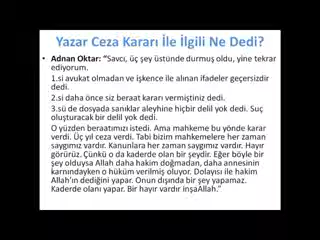 Yazar Ceza Kararı İle İlgili Ne Dedi?
• Adnan Oktar: "Savcı, üç şey üstünde durmuş oldu, yine tekrar
ediyorum.
1.si avukat olmadan ve işkence ile alınan ifadeler geçersizdir
dedi.
2.si daha önce siz beraat kararı vermiştiniz dedi.
3.sü de dosyada sanıklar aleyhine hiçbir delil yok dedi. Suç
oluşturacak bir delil yok dedi.
O yüzden beraatımızı istedi. Ama mahkeme bu yönde karar
verdi. Üç yıl ceza verdi. Tabi bizim mahkemelere her zaman
saygımız vardır. Kanunlara her zaman saygımız vardır. Hayır
görürüz. Çünkü o da kaderde olan bir şeydir. Eğer böyle bir
şey olduysa Allah daha hakim doğmadan, daha annesinin
karnındayken o hüküm verilmiş oluyor. Dolayısı ile hakim
Allah'ın dediğini yapar. Onun dışında bir şey yapamaz.
Kaderde olanı yapar. Bir hayır vardır inşaAllah."